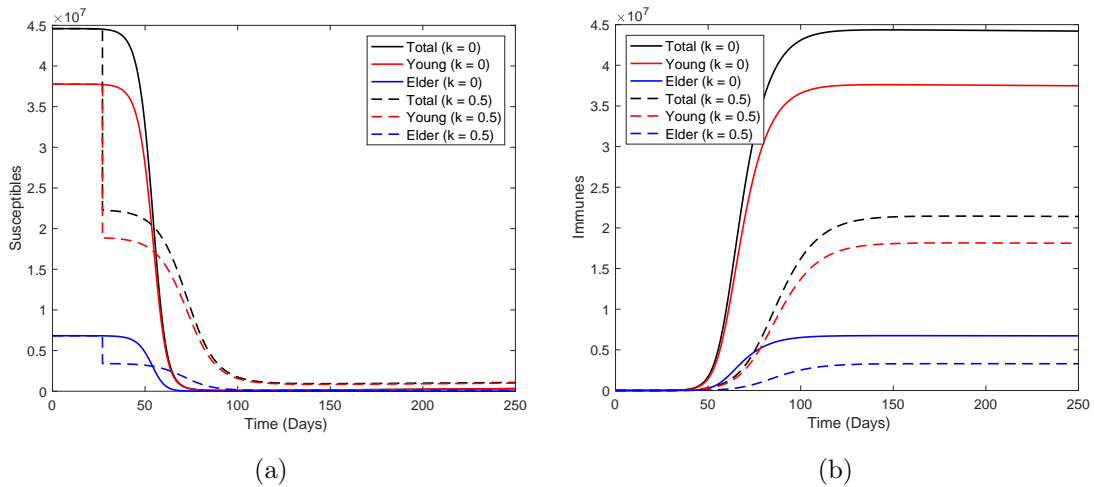 ×10⁷
4.5
4
3.5
3
2.5
2
1.5
1
0.5
0
Susceptibles
0 50 100 150 200 250
Time (Days)
Total (k = 0)
Young (k = 0)
Elder (k = 0)
Total (k = 0.5)
Young (k = 0.5)
Elder (k = 0.5)
(a)
×10⁷
4.5
4
3.5
3
2.5
2
1.5
1
0.5
0
Immunes
0 50 100 150 200 250
Time (Days)
Total (k = 0)
Young (k = 0)
Elder (k = 0)
Total (k = 0.5)
Young (k = 0.5)
Elder (k = 0.5)
(b)